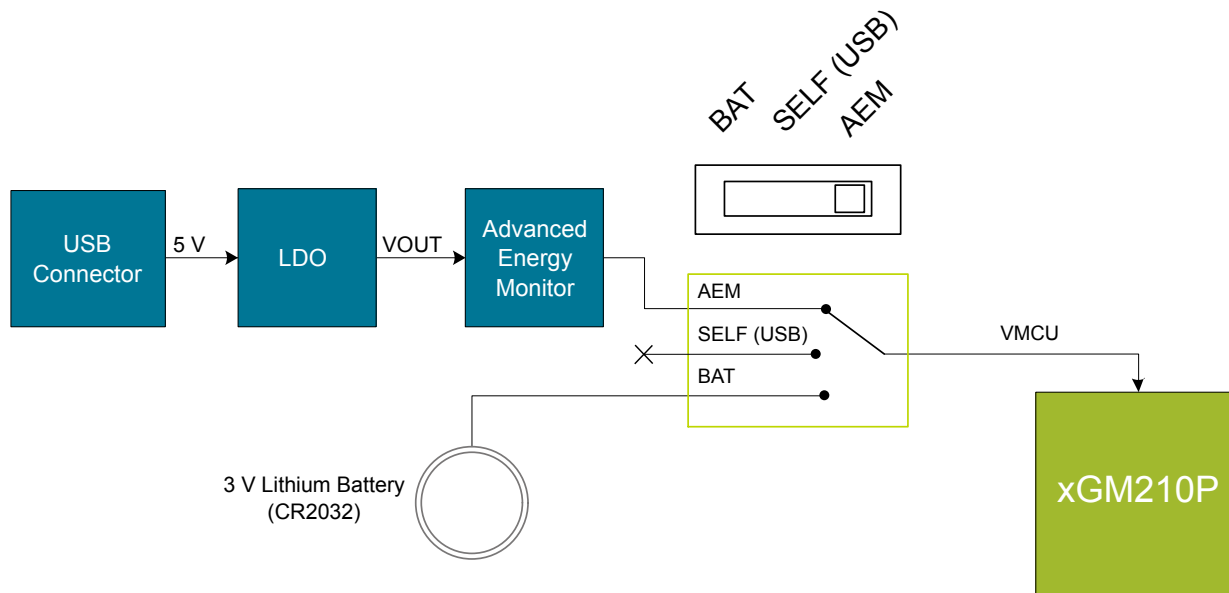 BAT
SELF (USB)
AEM
USB
Connector
5 V
LDO
VOUT
Advanced
Energy
Monitor
AEM
SELF (USB)
BAT
VMCU
3 V Lithium Battery
(CR2032)
xGM210P